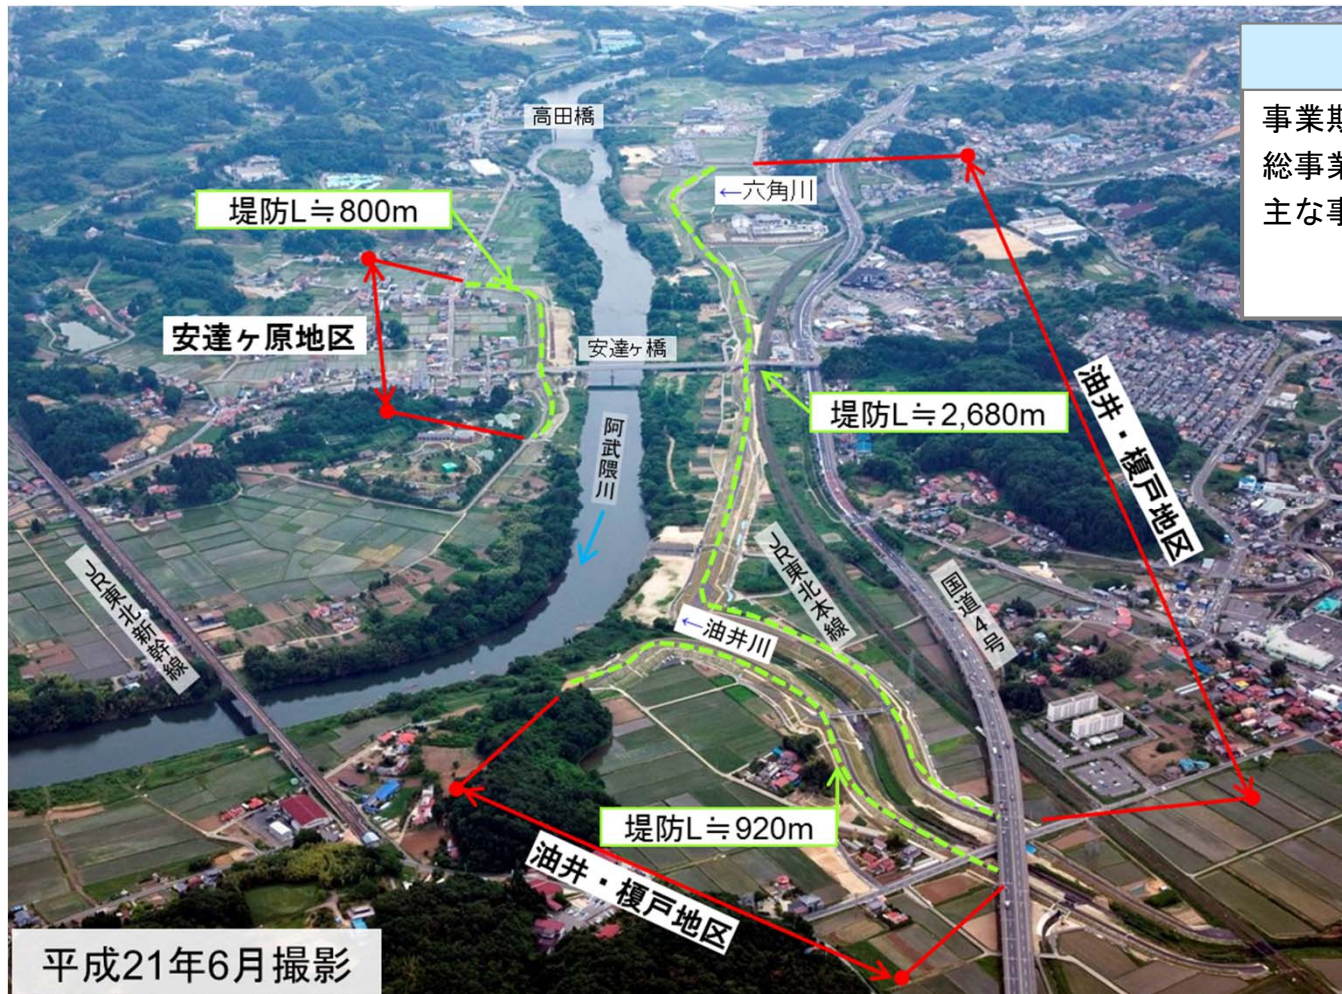 高田橋
←六角川
堤防L≒800m
安達ヶ原地区
安達ヶ橋
堤防L≒2,680m
油井・榎戸地区
阿武隈川
JR東北新幹線
JR東北本線
国道4号
←油井川
堤防L≒920m
油井・榎戸地区
平成21年6月撮影
事業期
総事業
主な事